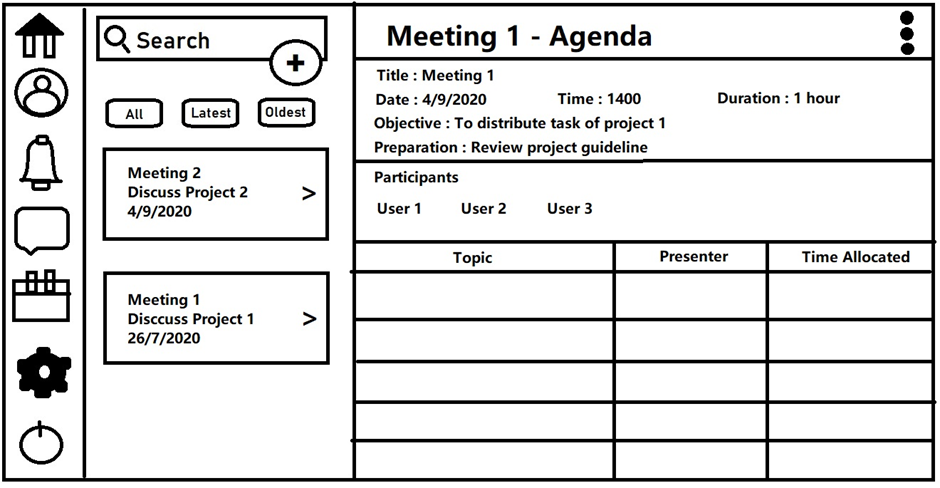 Search
+
All
Latest
Oldest
Meeting 2
Discuss Project 2
4/9/2020
>
Meeting 1
Disccuss Project 1
26/7/2020
>
Meeting 1 - Agenda
Title : Meeting 1
Date : 4/9/2020 Time : 1400 Duration : 1 hour
Objective : To distribute task of project 1
Preparation : Review project guideline
Participants
User 1 User 2 User 3
Topic Presenter Time Allocated